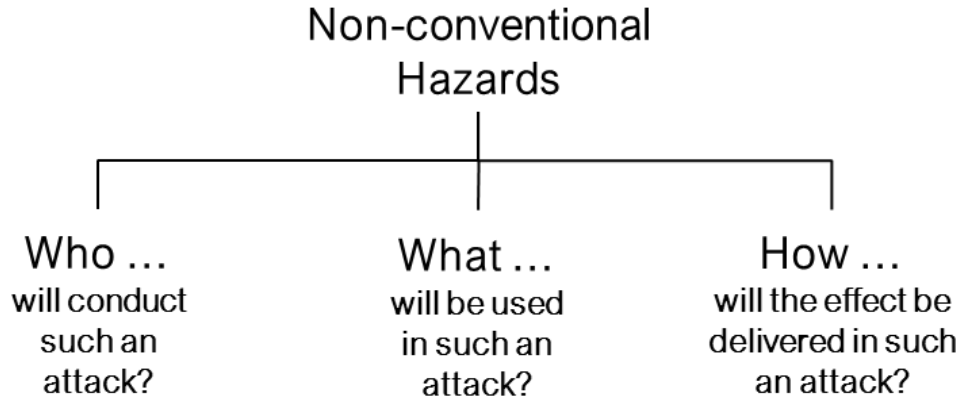 Non-conventional
Hazards
Who ...
will conduct
such an
attack?
What ...
will be used
in such an
attack?
How ...
will the effect be
delivered in such
an attack?